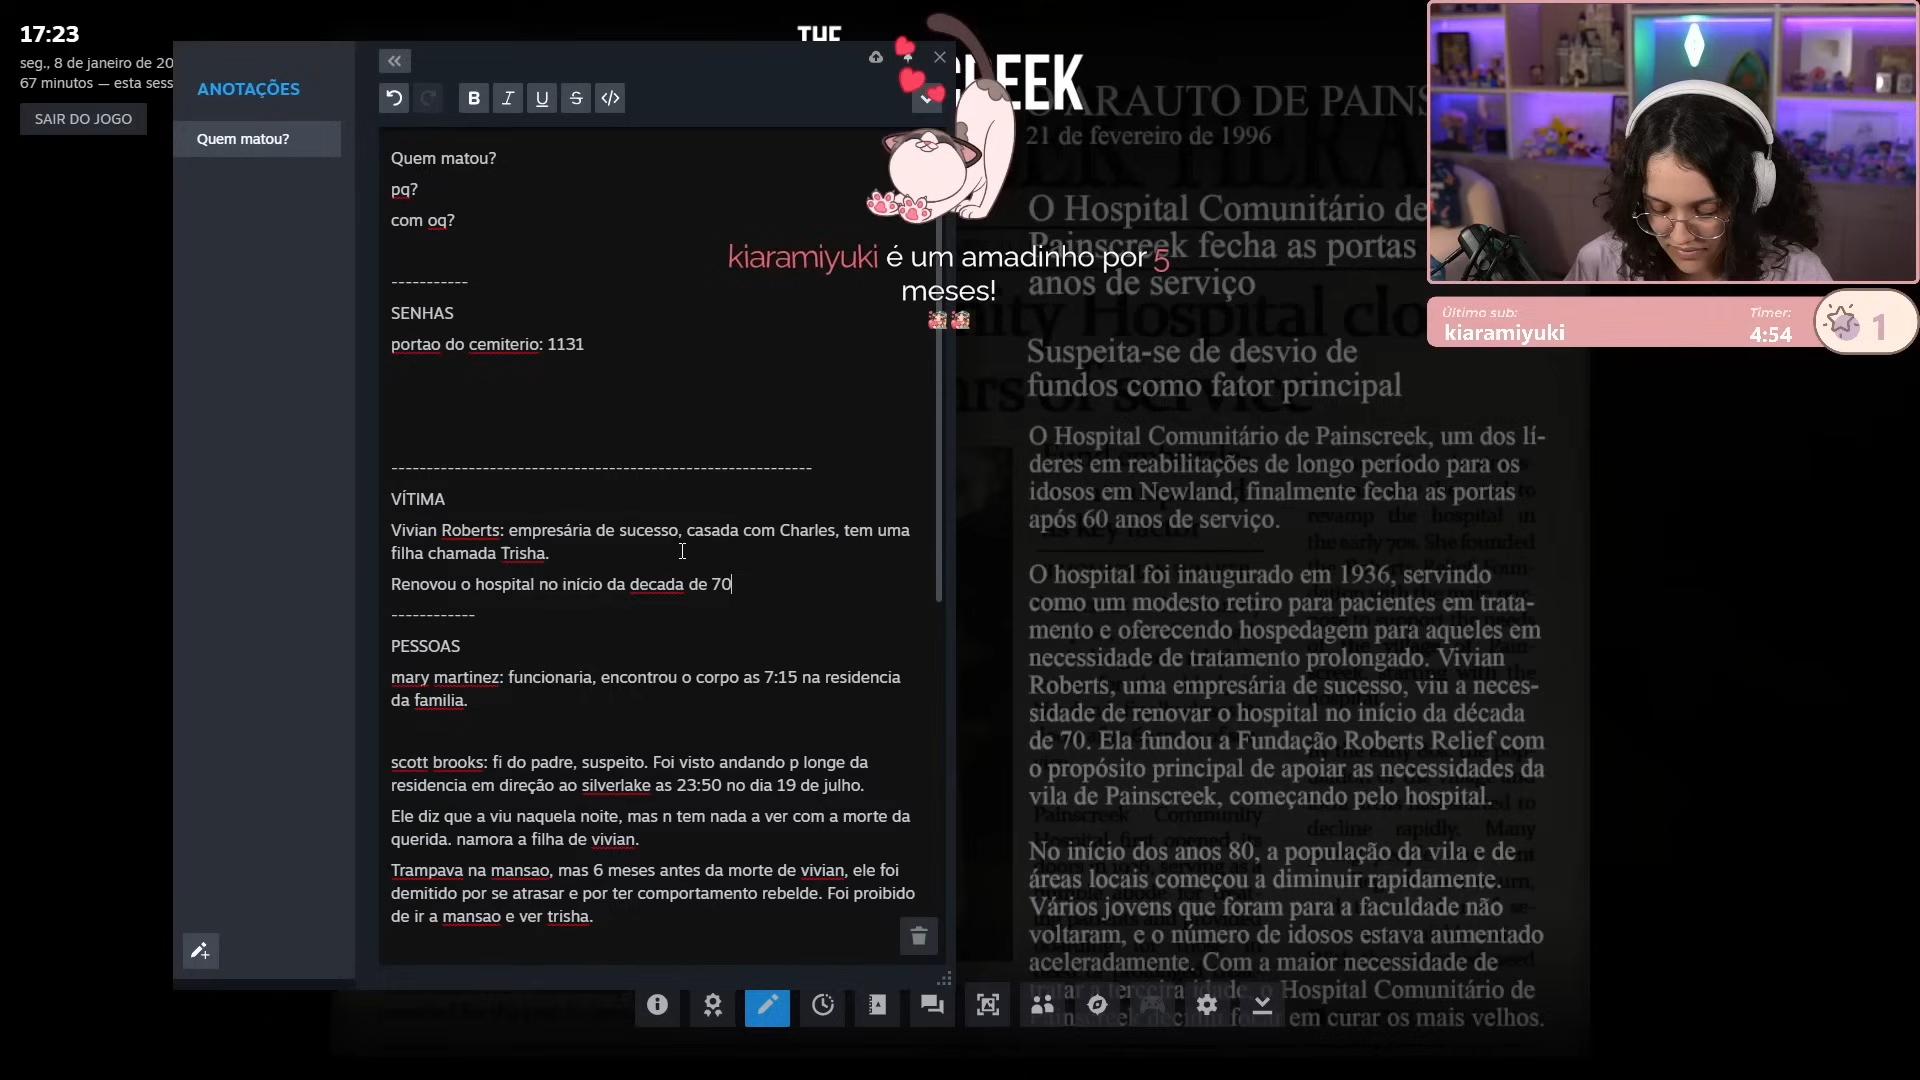 17:23
seg., 8 de janeiro de 20
67 minutos — esta sess
SAIR DO JOGO
ANOTAÇÕES
Quem matou?
Quem matou?
pq?
com oq?
-----------
SENHAS
portao do cemiterio: 1131
------------------------------------------------------------
VÍTIMA
Vivian Roberts: empresária de sucesso, casada com Charles, tem uma
filha chamada Trisha.
Renovou o hospital no início da decada de 70
------------
PESSOAS
mary martinez: funcionaria, encontrou o corpo as 7:15 na residencia
da familia.
scott brooks: fi do padre, suspeito. Foi visto andando p longe da
residencia em direção ao silverlake as 23:50 no dia 19 de julho.
Ele diz que a viu naquela noite, mas n tem nada a ver com a morte da
querida. namora a filha de vivian.
Trampava na mansao, mas 6 meses antes da morte de vivian, ele foi
demitido por se atrasar e por ter comportamento rebelde. Foi proibido
de ir a mansao e ver trisha.
THE
CREEK
kiaramiyuki é um amadinho por 5
meses!
O ARAUTO DE PAINS
21 de fevereiro de 1996
O Hospital Comunitário de
Painscreek fecha as portas
anos de serviço
Suspeita-se de desvio de
fundos como fator principal
O Hospital Comunitário de Painscreek, um dos lí-
deres em reabilitações de longo período para os
idosos em Newland, finalmente fecha as portas
após 60 anos de serviço.
O hospital foi inaugurado em 1936, servindo
como um modesto retiro para pacientes em trata-
mento e oferecendo hospedagem para aqueles em
necessidade de tratamento prolongado. Vivian
Roberts, uma empresária de sucesso, viu a neces-
sidade de renovar o hospital no início da década
de 70. Ela fundou a Fundação Roberts Relief com
o propósito principal de apoiar as necessidades da
vila de Painscreek, começando pelo hospital.
No início dos anos 80, a população da vila e de
áreas locais começou a diminuir rapidamente.
Vários jovens que foram para a faculdade não
voltaram, e o número de idosos estava aumentado
aceleradamente. Com a maior necessidade de
tratar a terceira idade, o Hospital Comunitário de
Painscreek decidiu focar em curar os mais velhos.
Último sub:
kiaramiyuki
Timer:
4:54
1